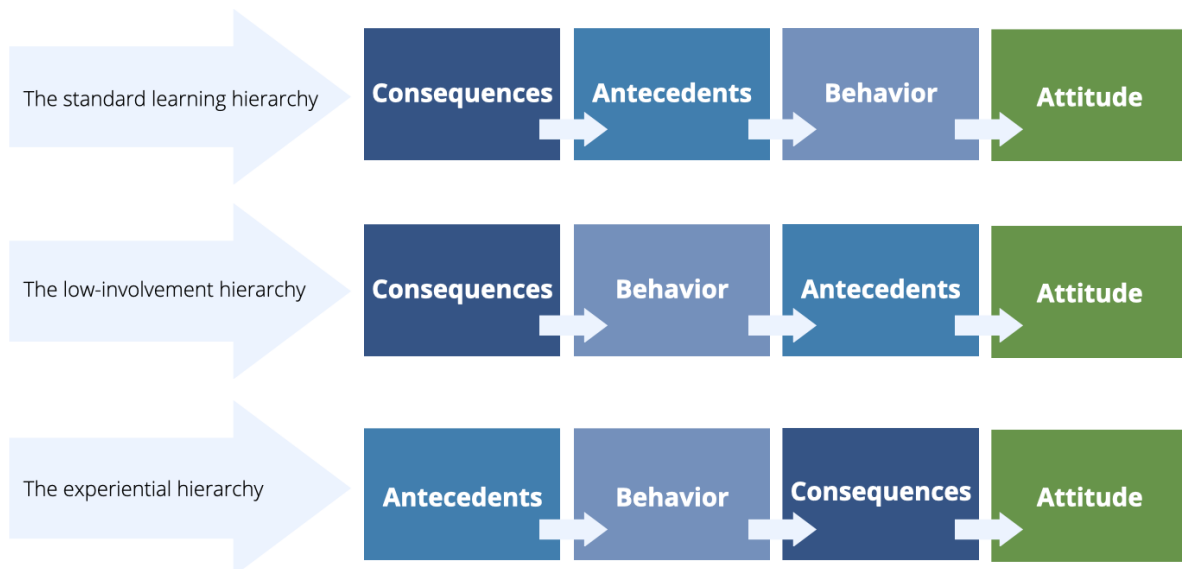 The standard learning hierarchy
Consequences
Antecedents
Behavior
Attitude
The low-involvement hierarchy
Consequences
Behavior
Antecedents
Attitude
The experiential hierarchy
Antecedents
Behavior
Consequences
Attitude